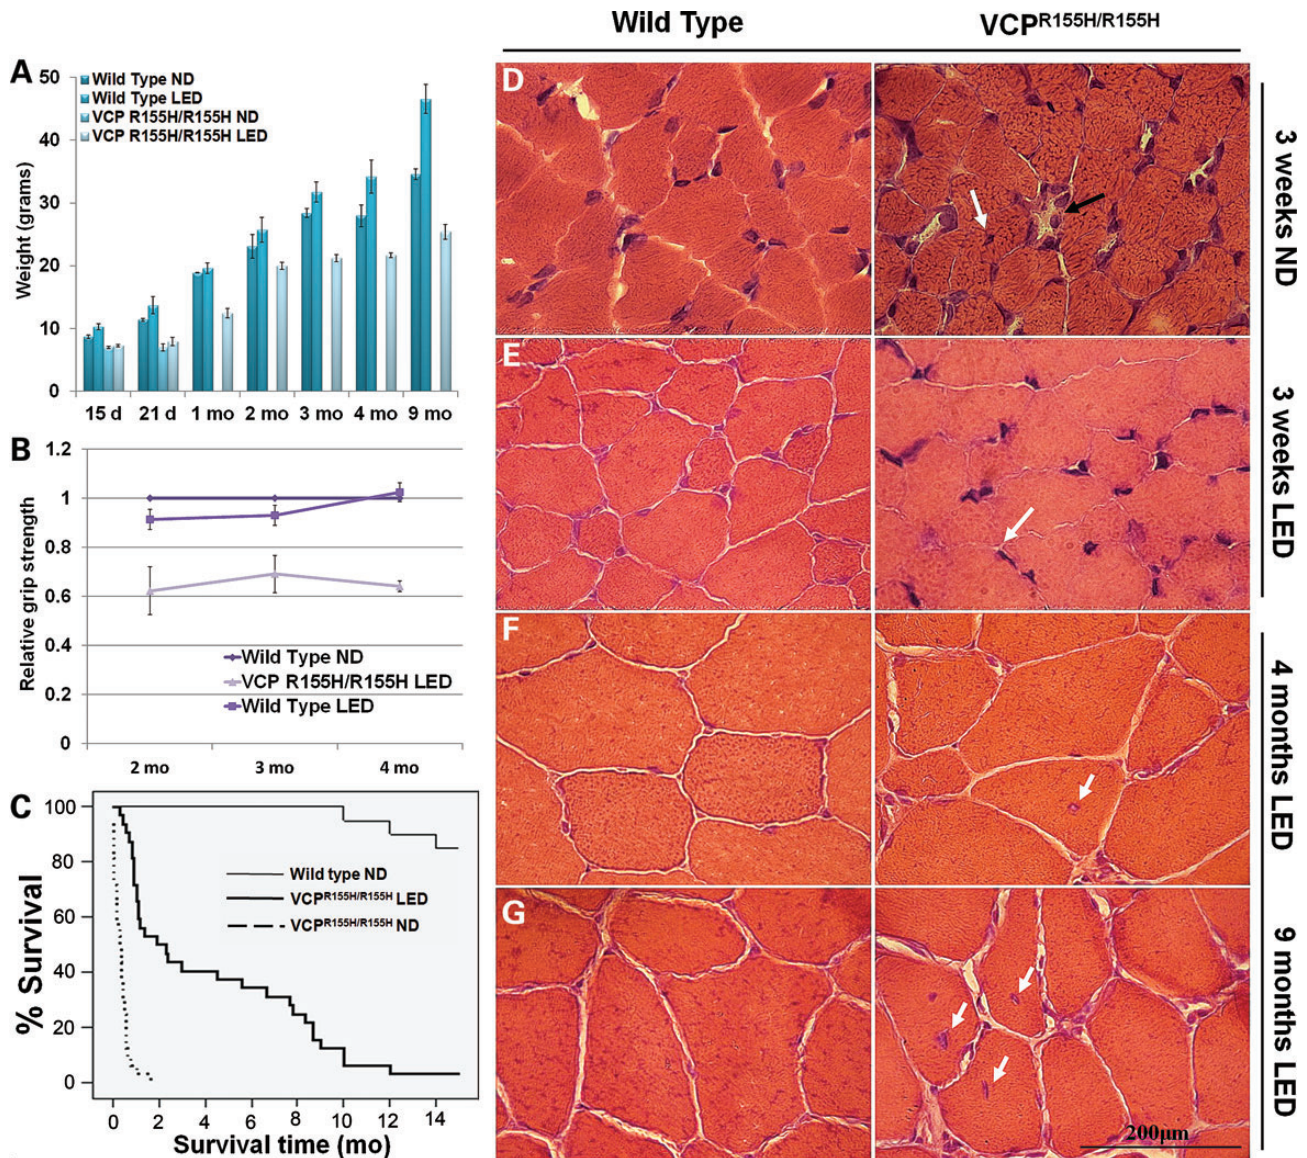 Wild Type
VCPR155H/R155H
A
Wild Type ND
Wild Type LED
VCP R155H/R155H ND
VCP R155H/R155H LED
Weight (grams)
50
40
30
20
10
0
15 d 21 d 1 mo 2 mo 3 mo 4 mo 9 mo
B
Relative grip strength
1.2
1
0.8
0.6
0.4
0.2
0
Wild Type ND
VCP R155H/R155H LED
Wild Type LED
2 mo 3 mo 4 mo
C
% Survival
100
80
60
40
20
0
Wild type ND
VCPR155H/R155H LED
VCPR155H/R155H ND
0 2 4 6 8 10 12 14
Survival time (mo)
D
3 weeks ND
E
3 weeks LED
F
4 months LED
G
9 months LED
200µm